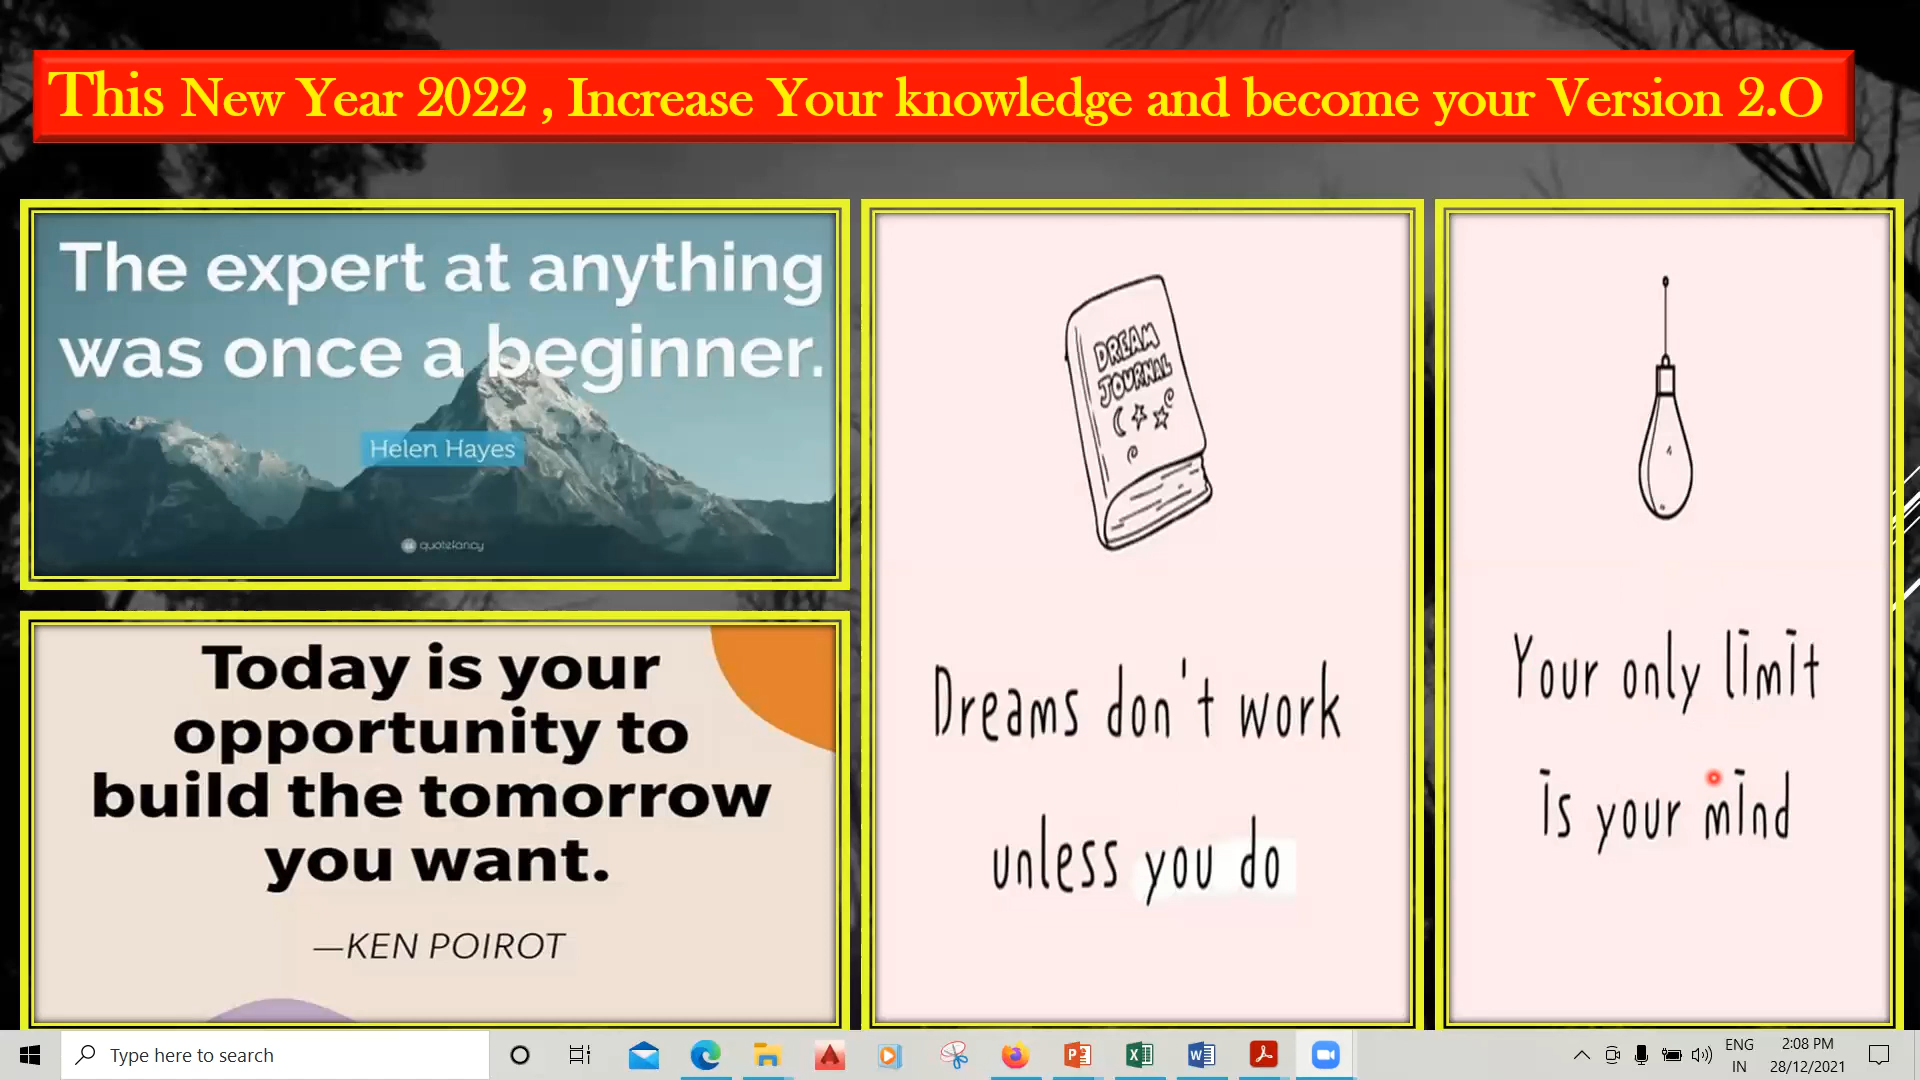 This New Year 2022 , Increase Your knowledge and become your Version 2.O
The expert at anything
was once a beginner.
Helen Hayes
quotefancy
Today is your
opportunity to
build the tomorrow
you want.
—KEN POIROT
DREAM
JOURNAL
Dreams don't work
unless you do
Your only limit
is your mind
Type here to search
ENG
IN
2:08 PM
28/12/2021